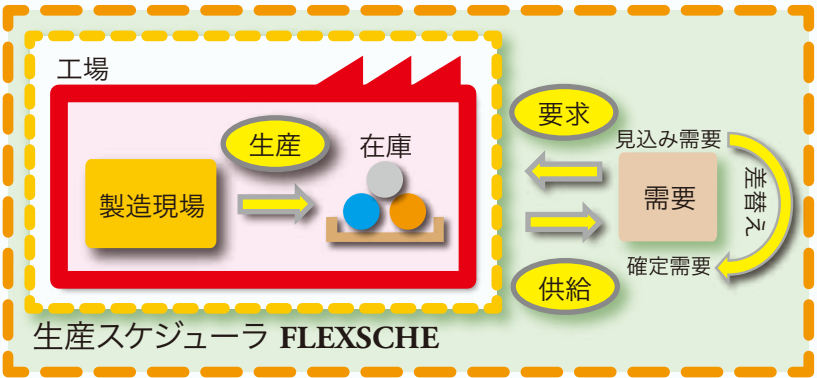 工場
生産
在庫
製造現場
要求
見込み需要
需要
差替え
確定需要
供給
生産スケジューラ FLEXSCHE